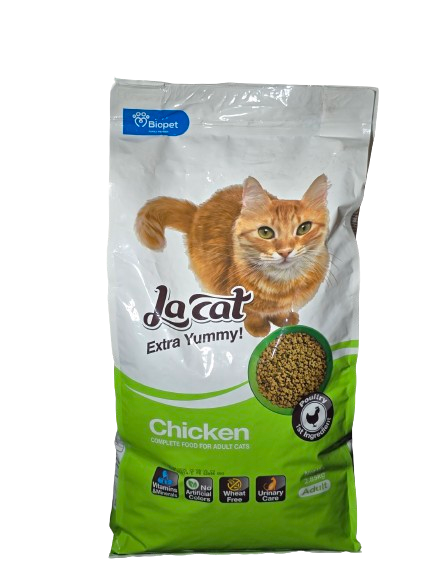 Biopet
La Cat
Extra Yummy!
Poultry
1st Ingredient
Chicken
COMPLETE FOOD FOR ADULT CATS
Vitamins
&Minerals
No
Artificial
Colors
Wheat
Free
Urinary
Care
Adult